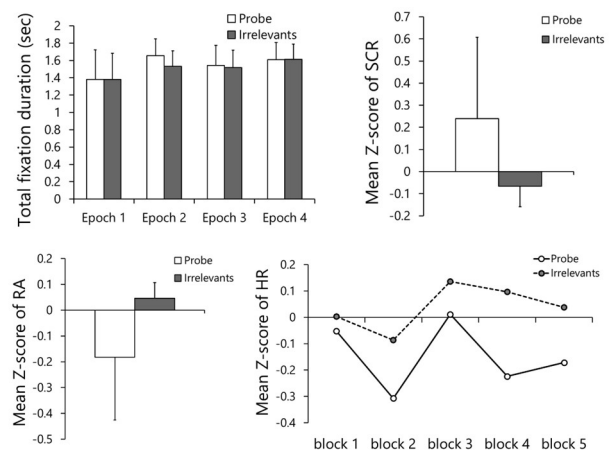 Total fixation duration (sec)
2
1.8
1.6
1.4
1.2
1
0.8
0.6
0.4
0.2
0
Probe
Irrelevants
Epoch 1 Epoch 2 Epoch 3 Epoch 4
Mean Z-score of SCR
0.7
0.6
0.5
0.4
0.3
0.2
0.1
0
-0.1
-0.2
Probe
Irrelevants
Mean Z-score of RA
0.2
0.1
0
-0.1
-0.2
-0.3
-0.4
-0.5
Probe
Irrelevants
Mean Z-score of HR
0.2
0.1
0
0.1
-0.2
-0.3
-0.4
Probe
Irrelevants
block 1 block 2 block 3 block 4 block 5